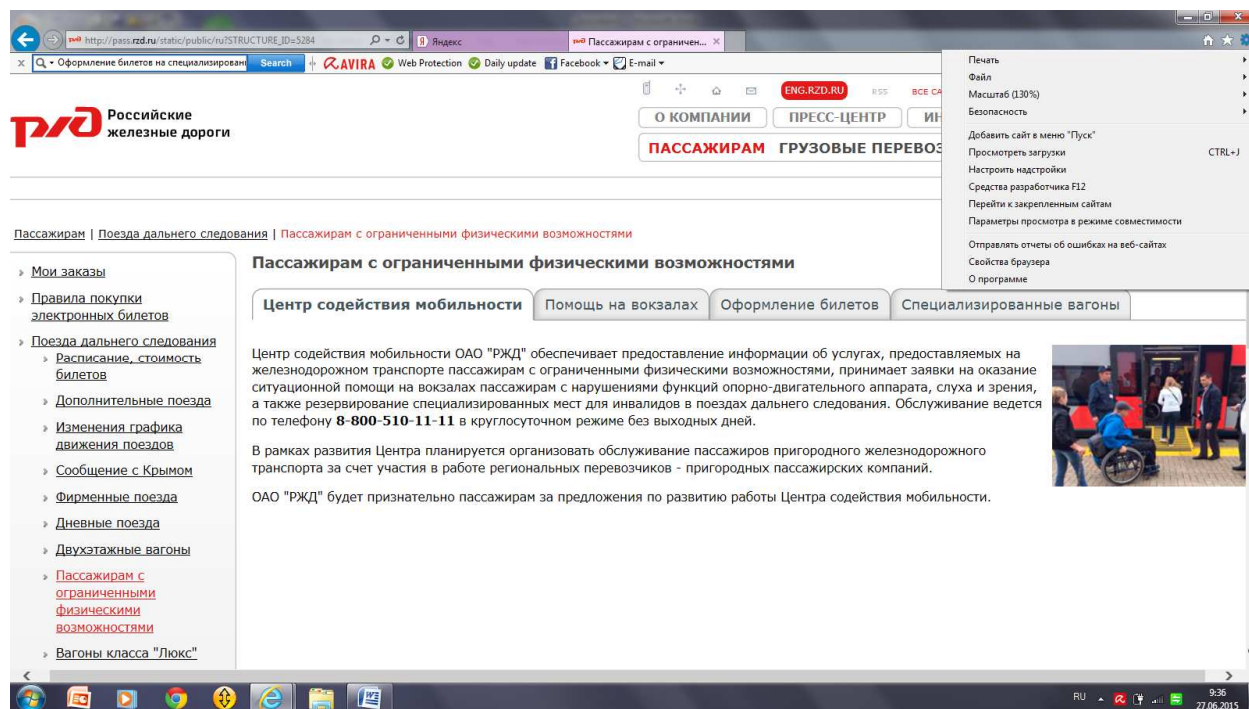 http://pass.rzd.ru/static/public/ru?STRUCTURE_ID=5284
Яндекс
Пассажирам с ограничен...
Оформление билетов на специализирован
Search
AVIRA
Web Protection
Daily update
Facebook
E-mail
Печать
Файл
Масштаб (130%)
Безопасность
Добавить сайт в меню "Пуск"
Просмотреть загрузки CTRL+J
Настроить надстройки
Средства разработчика F12
Перейти к закрепленным сайтам
Параметры просмотра в режиме совместимости
Отправлять отчеты об ошибках на веб-сайтах
Свойства браузера
О программе
ржд
Российские
железные дороги
ENG.RZD.RU RSS ВСЕ СА
О КОМПАНИИ ПРЕСС-ЦЕНТР ИН
ПАССАЖИРАМ ГРУЗОВЫЕ ПЕРЕВОЗ
Пассажирам | Поезда дальнего следования | Пассажирам с ограниченными физическими возможностями
Мои заказы
Правила покупки
электронных билетов
Поезда дальнего следования
Расписание, стоимость
билетов
Дополнительные поезда
Изменения графика
движения поездов
Сообщение с Крымом
Фирменные поезда
Дневные поезда
Двухэтажные вагоны
Пассажирам с
ограниченными
физическими
возможностями
Вагоны класса "Люкс"
Пассажирам с ограниченными физическими возможностями
Центр содействия мобильности
Помощь на вокзалах
Оформление билетов
Специализированные вагоны
Центр содействия мобильности ОАО "РЖД" обеспечивает предоставление информации об услугах, предоставляемых на
железнодорожном транспорте пассажирам с ограниченными физическими возможностями, принимает заявки на оказание
ситуационной помощи на вокзалах пассажирам с нарушениями функций опорно-двигательного аппарата, слуха и зрения,
а также резервирование специализированных мест для инвалидов в поездах дальнего следования. Обслуживание ведется
по телефону 8-800-510-11-11 в круглосуточном режиме без выходных дней.
В рамках развития Центра планируется организовать обслуживание пассажиров пригородного железнодорожного
транспорта за счет участия в работе региональных перевозчиков - пригородных пассажирских компаний.
ОАО "РЖД" будет признательно пассажирам за предложения по развитию работы Центра содействия мобильности.
RU
9:36
27.06.2015